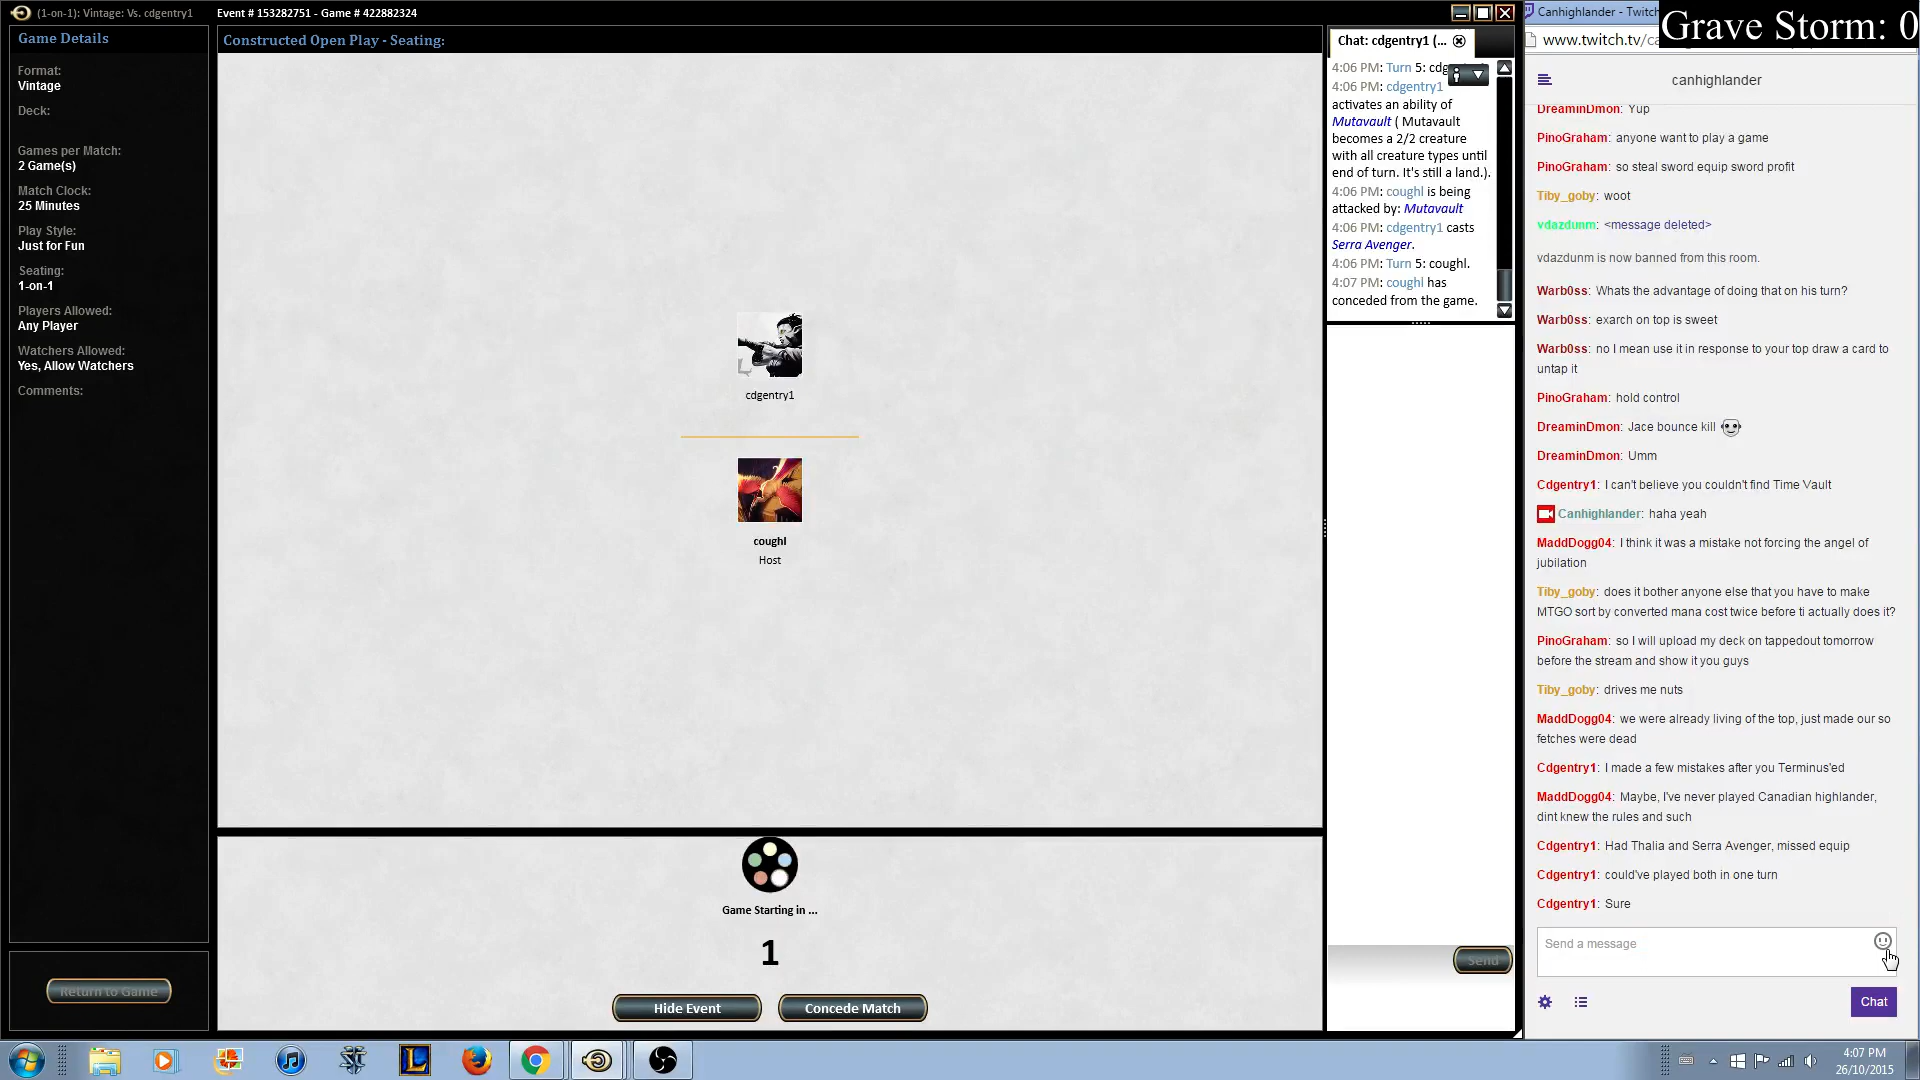 (1-on-1): Vintage: Vs. cdgentry1
Event # 153282751 - Game # 422882324
Game Details
Format:
Vintage
Deck:
Games per Match:
2 Game(s)
Match Clock:
25 Minutes
Play Style:
Just for Fun
Seating:
1-on-1
Players Allowed:
Any Player
Watchers Allowed:
Yes, Allow Watchers
Comments:
Return to Game
Constructed Open Play - Seating:
cdgentry1
coughl
Host
Game Starting in ...
1
Hide Event
Concede Match
Chat: cdgentry1 (...
4:06 PM: Turn 5: cdg
4:06 PM: cdgentry1
activates an ability of
Mutavault ( Mutavault
becomes a 2/2 creature
with all creature types until
end of turn. It's still a land.).
4:06 PM: coughl is being
attacked by: Mutavault
4:06 PM: cdgentry1 casts
Serra Avenger.
4:06 PM: Turn 5: coughl.
4:07 PM: coughl has
conceded from the game.
Send
Canhighlander - Twitch
Grave Storm: 0
www.twitch.tv/ca
canhighlander
DreaminDmon: Yup
PinoGraham: anyone want to play a game
PinoGraham: so steal sword equip sword profit
Tiby_goby: woot
vdazdunm: <message deleted>
vdazdunm is now banned from this room.
Warb0ss: Whats the advantage of doing that on his turn?
Warb0ss: exarch on top is sweet
Warb0ss: no I mean use it in response to your top draw a card to
untap it
PinoGraham: hold control
DreaminDmon: Jace bounce kill
DreaminDmon: Umm
Cdgentry1: I can't believe you couldn't find Time Vault
Canhighlander: haha yeah
MaddDogg04: I think it was a mistake not forcing the angel of
jubilation
Tiby_goby: does it bother anyone else that you have to make
MTGO sort by converted mana cost twice before ti actually does it?
PinoGraham: so I will upload my deck on tappedout tomorrow
before the stream and show it you guys
Tiby_goby: drives me nuts
MaddDogg04: we were already living of the top, just made our so
fetches were dead
Cdgentry1: I made a few mistakes after you Terminus'ed
MaddDogg04: Maybe, I've never played Canadian highlander,
dint knew the rules and such
Cdgentry1: Had Thalia and Serra Avenger, missed equip
Cdgentry1: could've played both in one turn
Cdgentry1: Sure
Send a message
Chat
4:07 PM
26/10/2015